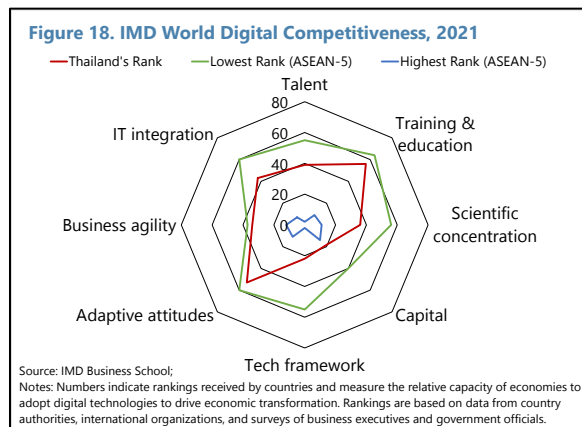 Figure 18. IMD World Digital Competitiveness, 2021
Thailand's Rank Lowest Rank (ASEAN-5) Highest Rank (ASEAN-5)
Talent
80
60
40
20
0
Training &
education
Scientific
concentration
Capital
Tech framework
Adaptive attitudes
Business agility
IT integration
Source: IMD Business School;
Notes: Numbers indicate rankings received by countries and measure the relative capacity of economies to
adopt digital technologies to drive economic transformation. Rankings are based on data from country
authorities, international organizations, and surveys of business executives and government officials.